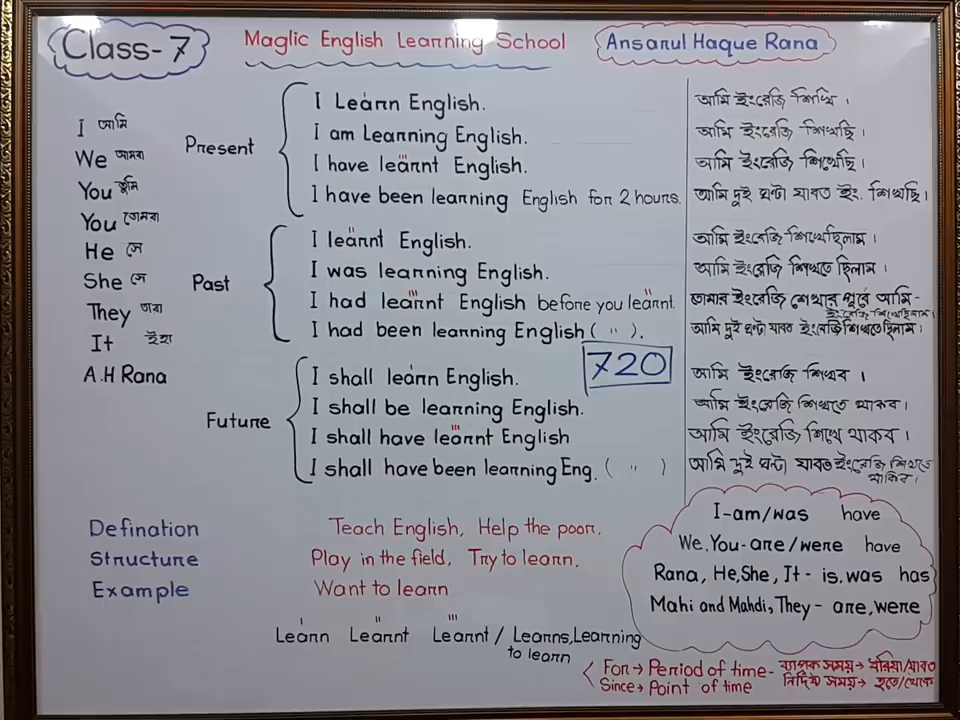 Class-7 Maglic English Learning School Ansarul Haque Rana
I আমি
We আমরা
You তুমি
You তোমরা
He সে
She সে
They তারা
It ইহা
A.H Rana
Present
I Learn English. আমি ইংরেজি শিখি ।
I am Learning English. আমি ইংরেজি শিখছি ।
I have learnt English. আমি ইংরেজি শিখেছি ।
I have been learning English for 2 hours. আমি দুই ঘন্টা যাবত ইং. শিখছি ।
Past
I learnt English. আমি ইংরেজি শিখেছিলাম ।
I was learning English. আমি ইংরেজি শিখতে ছিলাম ।
I had learnt English before you learnt. তোমার ইংরেজি শেখার পূর্বে আমি-
ইংরেজি শিখেছিলাম ।
I had been learning English ( " ). আমি দুই ঘন্টা যাবত ইংরেজি শিখতে ছিলাম ।
720
Future
I shall learn English. আমি ইংরেজি শিখব ।
I shall be learning English. আমি ইংরেজি শিখতে থাকব ।
I shall have learnt English আমি ইংরেজি শিখে থাকব ।
I shall have been learning Eng. ( " ) আমি দুই ঘন্টা যাবত ইংরেজি শিখতে
থাকিব ।
Defination
Structure
Example
Teach English, Help the poor,
Play in the field, Try to learn,
Want to learn
I-am/was have
We, You-are/were have
Rana, He, She, It - is, was has
Mahi and Mahdi, They - are, were
I II III
Learn Learnt Learnt / Learns, Learning
to learn
For → Period of time - ব্যাপক সময় → ধরিয়া/যাবত
Since → Point of time নির্দিষ্ট সময় → হতে/থেকে